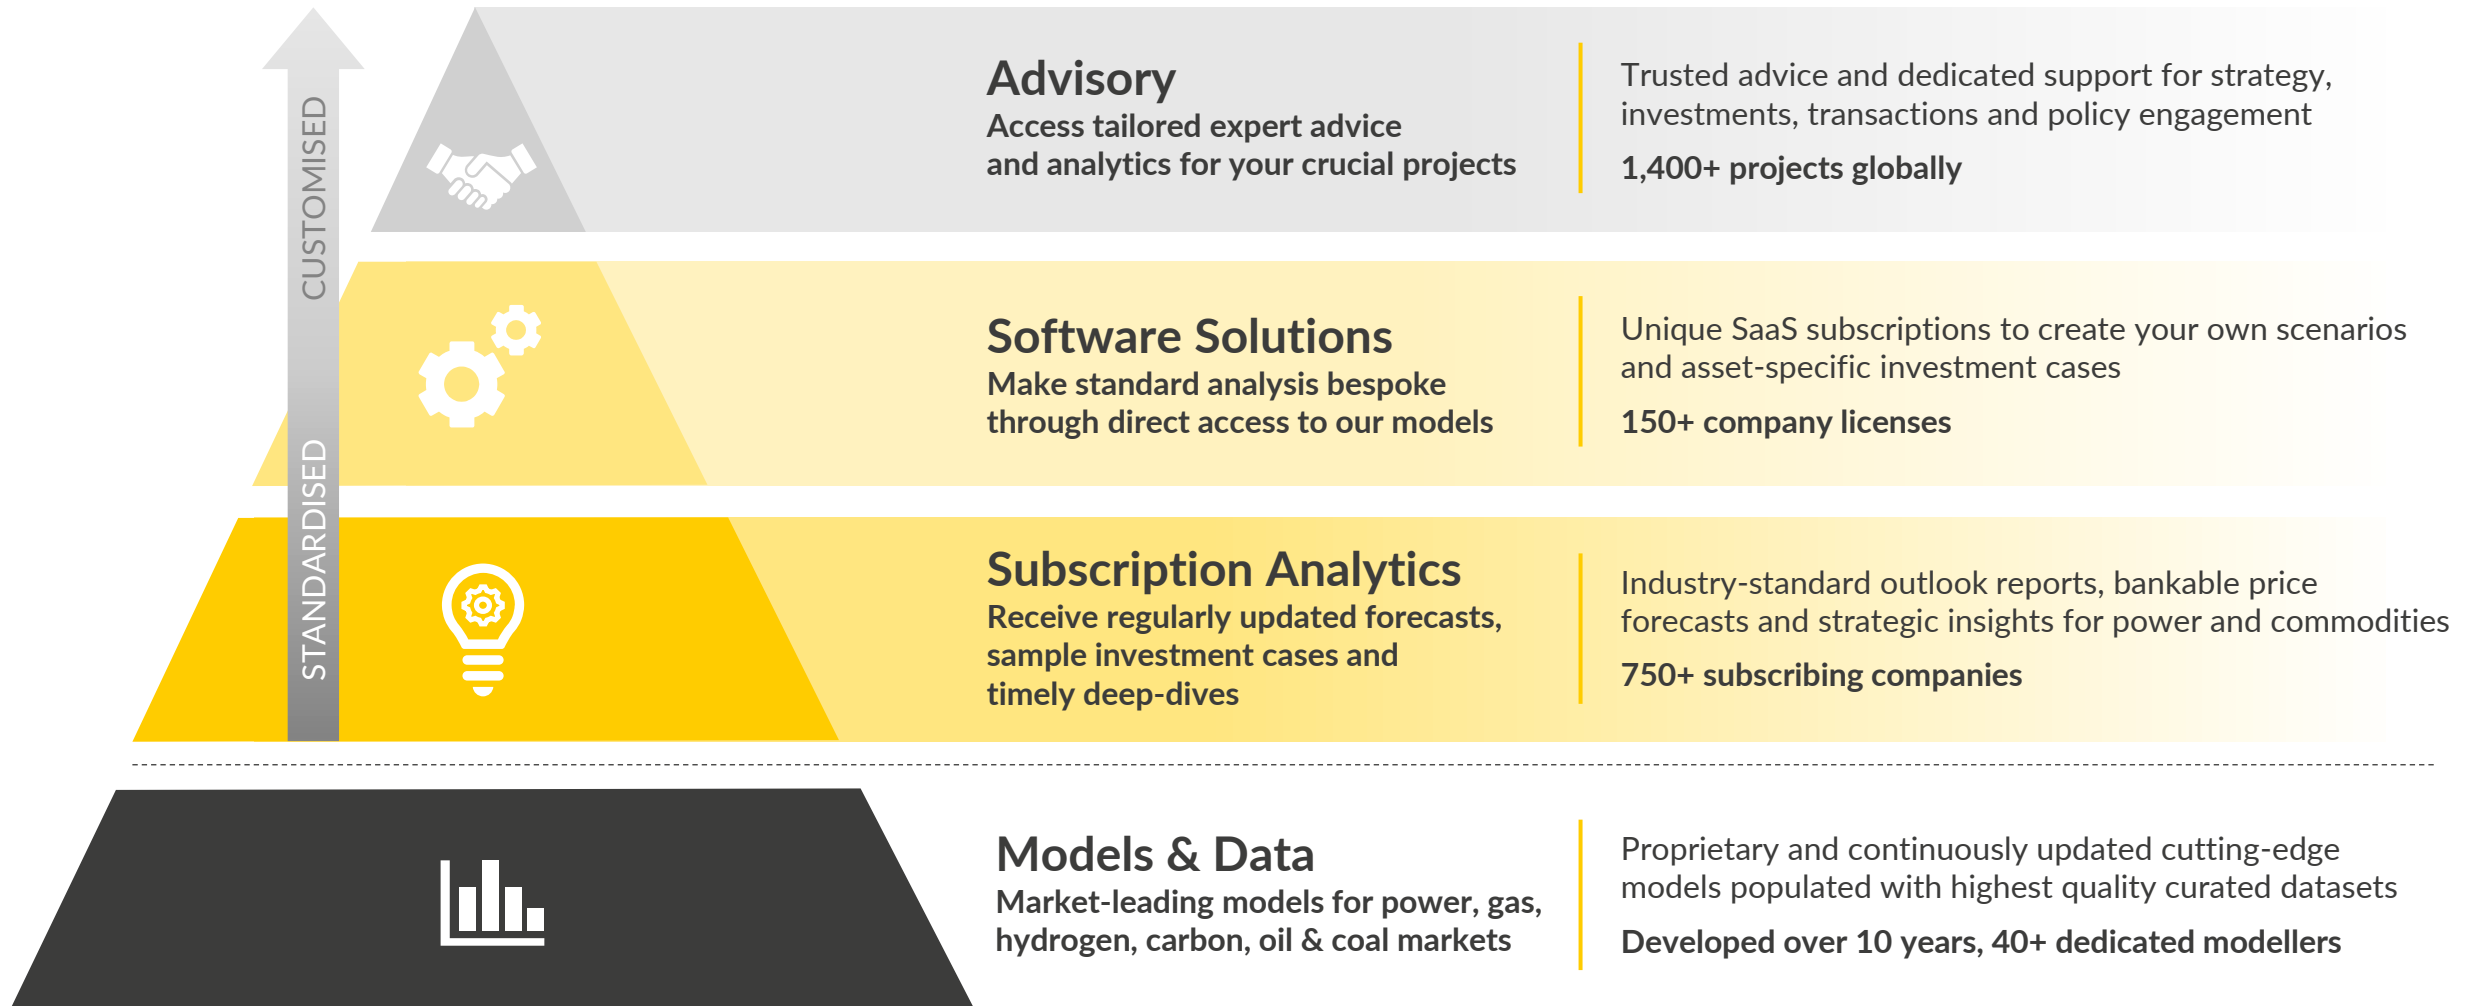 CUSTOMISED
STANDARDISED
Advisory
Access tailored expert advice
and analytics for your crucial projects
Trusted advice and dedicated support for strategy,
investments, transactions and policy engagement
1,400+ projects globally
Software Solutions
Make standard analysis bespoke
through direct access to our models
Unique SaaS subscriptions to create your own scenarios
and asset-specific investment cases
150+ company licenses
Subscription Analytics
Receive regularly updated forecasts,
sample investment cases and
timely deep-dives
Industry-standard outlook reports, bankable price
forecasts and strategic insights for power and commodities
750+ subscribing companies
Models & Data
Market-leading models for power, gas,
hydrogen, carbon, oil & coal markets
Proprietary and continuously updated cutting-edge
models populated with highest quality curated datasets
Developed over 10 years, 40+ dedicated modellers